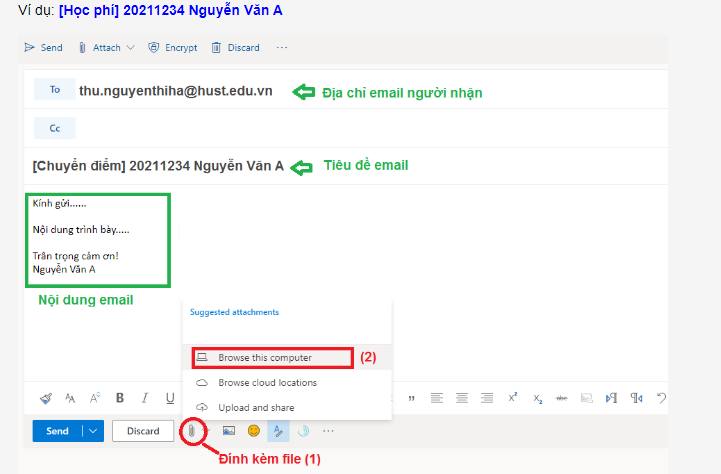 Ví dụ: [Học phí] 20211234 Nguyễn Văn A
Send Attach Encrypt Discard ...
To thu.nguyenthiha@hust.edu.vn Địa chỉ email người nhận
Cc
[Chuyển điểm] 20211234 Nguyễn Văn A Tiêu đề email
Kính gửi......
Nội dung trình bày.....
Trân trọng cảm ơn!
Nguyễn Văn A
Nội dung email
Suggested attachments
Browse this computer (2)
Browse cloud locations
Upload and share
B I U
Send Discard ...
Đính kèm file (1)